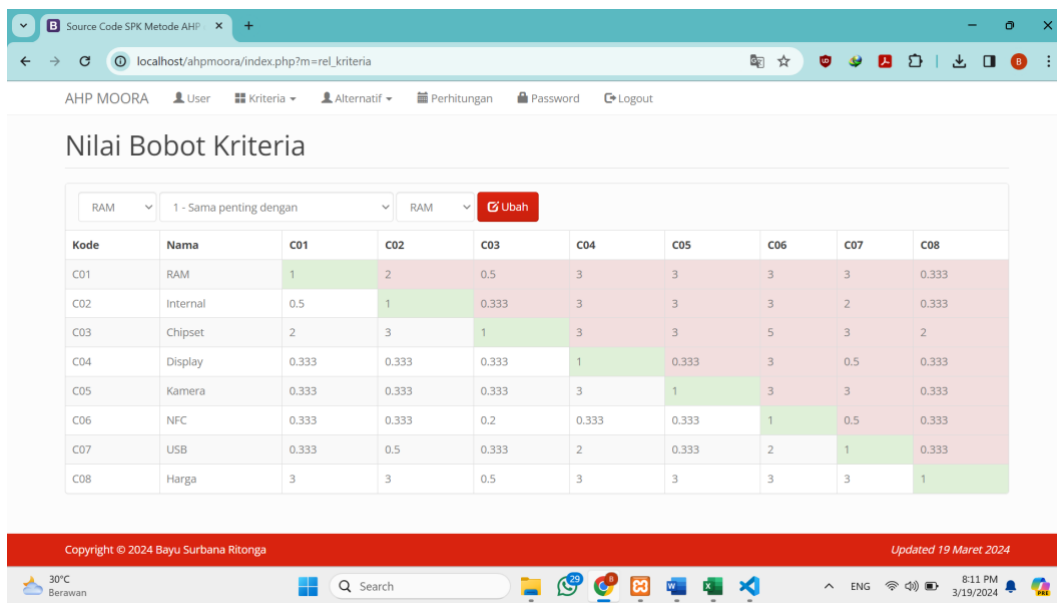 Source Code SPK Metode AHP
localhost/ahpmoora/index.php?m=rel_kriteria
B
AHP MOORA User Kriteria Alternatif Perhitungan Password Logout
Nilai Bobot Kriteria
RAM 1 - Sama penting dengan RAM Ubah
Kode Nama C01 C02 C03 C04 C05 C06 C07 C08
C01 RAM 1 2 0.5 3 3 3 3 0.333
C02 Internal 0.5 1 0.333 3 3 3 2 0.333
C03 Chipset 2 3 1 3 3 5 3 2
C04 Display 0.333 0.333 0.333 1 0.333 3 0.5 0.333
C05 Kamera 0.333 0.333 0.333 3 1 3 3 0.333
C06 NFC 0.333 0.333 0.2 0.333 0.333 1 0.5 0.333
C07 USB 0.333 0.5 0.333 2 0.333 2 1 0.333
C08 Harga 3 3 0.5 3 3 3 3 1
Copyright © 2024 Bayu Surbana Ritonga Updated 19 Maret 2024
30°C
Berawan
Search
29
ENG
8:11 PM
3/19/2024
PRE